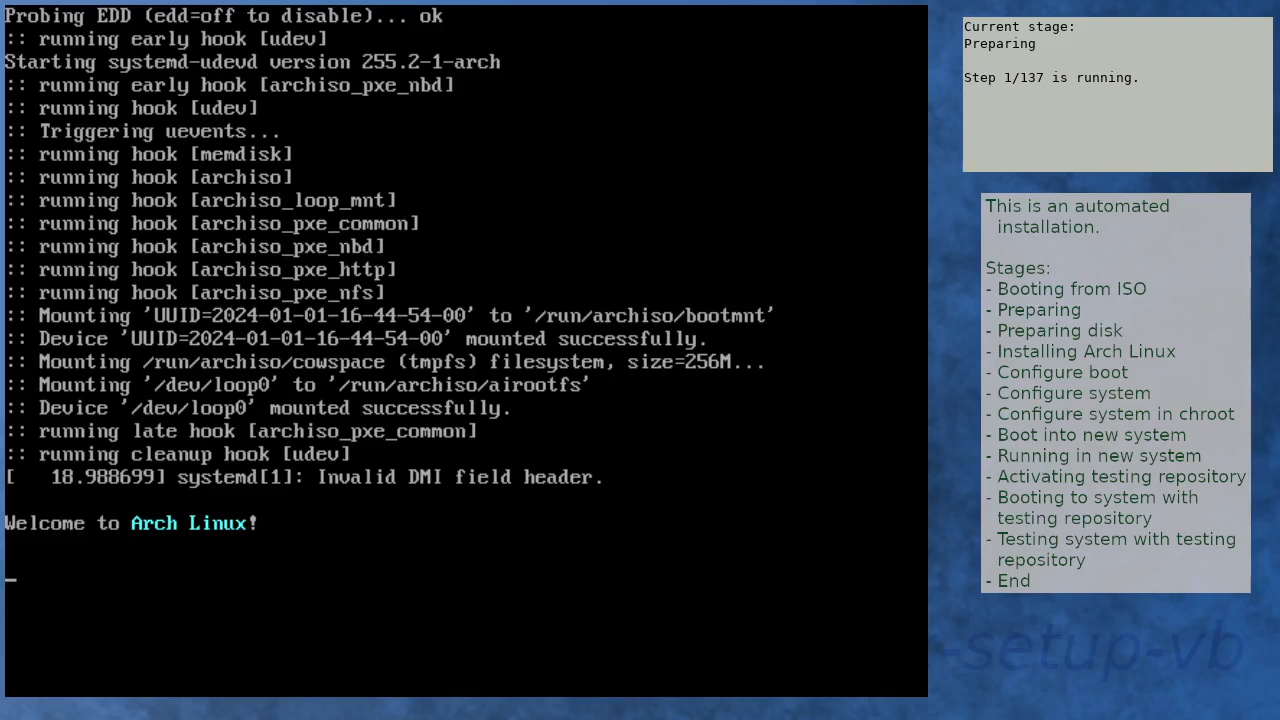 Probing EDD (edd=off to disable)... ok
:: running early hook [udev]
Starting systemd-udevd version 255.2-1-arch
:: running early hook [archiso_pxe_nbd]
:: running hook [udev]
:: Triggering uevents...
:: running hook [memdisk]
:: running hook [archiso]
:: running hook [archiso_loop_mnt]
:: running hook [archiso_pxe_common]
:: running hook [archiso_pxe_nbd]
:: running hook [archiso_pxe_http]
:: running hook [archiso_pxe_nfs]
:: Mounting 'UUID=2024-01-01-16-44-54-00' to '/run/archiso/bootmnt'
:: Device 'UUID=2024-01-01-16-44-54-00' mounted successfully.
:: Mounting /run/archiso/cowspace (tmpfs) filesystem, size=256M...
:: Mounting '/dev/loop0' to '/run/archiso/airootfs'
:: Device '/dev/loop0' mounted successfully.
:: running late hook [archiso_pxe_common]
:: running cleanup hook [udev]
[   18.988699] systemd[1]: Invalid DMI field header.
Welcome to Arch Linux!
_
Current stage:
Preparing
Step 1/137 is running.
This is an automated
installation.
Stages:
- Booting from ISO
- Preparing
- Preparing disk
- Installing Arch Linux
- Configure boot
- Configure system
- Configure system in chroot
- Boot into new system
- Running in new system
- Activating testing repository
- Booting to system with
testing repository
- Testing system with testing
repository
- End
-setup-vb